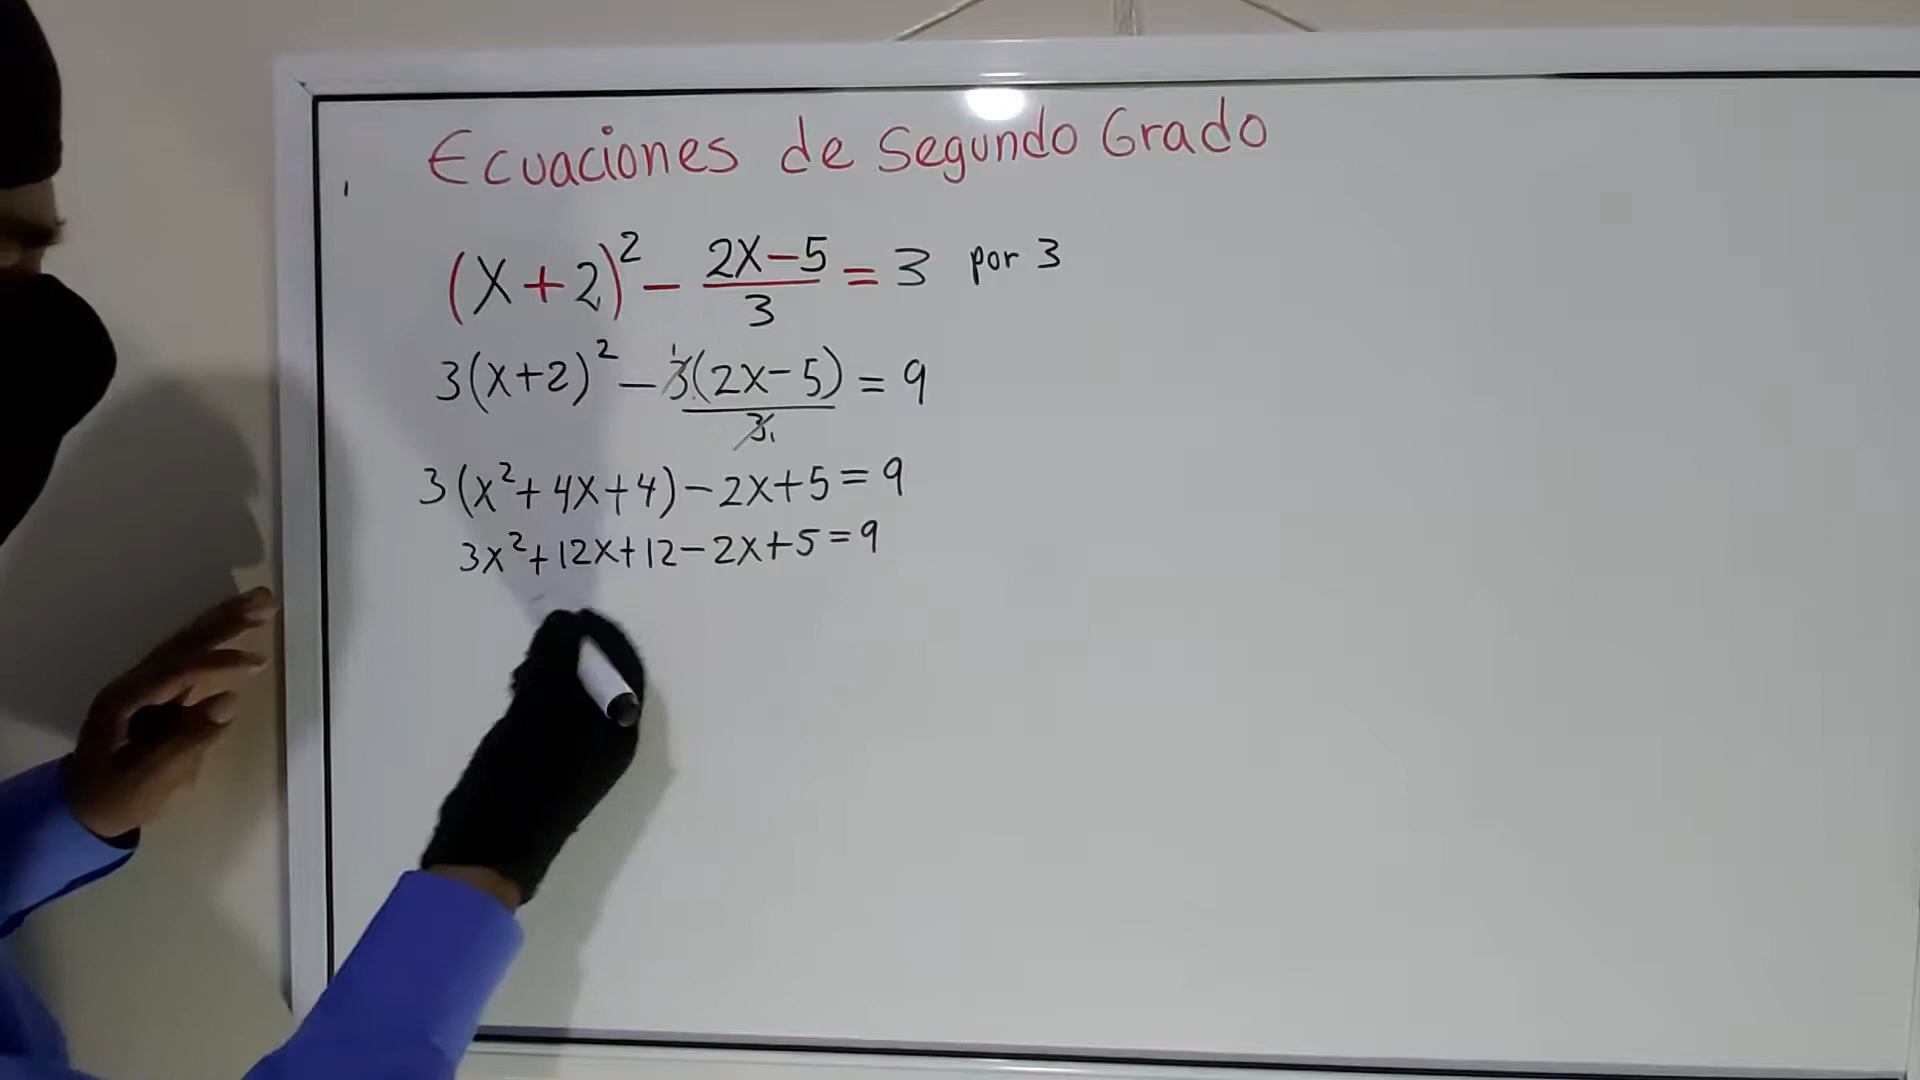 Ecuaciones de Segundo Grado
(x+2)² - (2x-5)/3 = 3 por 3
3(x+2)² - 3(2x-5)/3 = 9
3(x²+4x+4)-2x+5=9
3x²+12x+12-2x+5=9